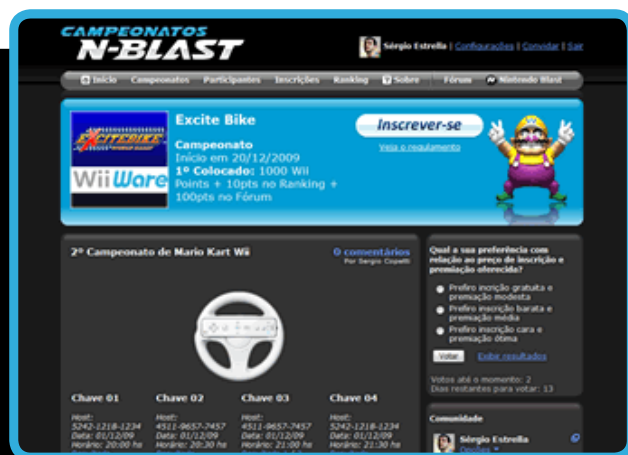 CAMPEONATOS
N-BLAST
Sérgio Estrella | Configurações | Convidar | Sair
Início Campeonatos Participantes Inscrições Ranking Sobre Fórum Nintendo Blast
EXCITEBIKE
WiiWare
Excite Bike
Campeonato
Início em 20/12/2009
1º Colocado: 1000 Wii
Points + 10pts no Ranking +
100pts no Fórum
Inscrever-se
Veja o regulamento
2º Campeonato de Mario Kart Wii
0 comentários
Por Sergio Copetti
Chave 01 Chave 02 Chave 03 Chave 04
Host: Host: Host: Host:
5242-1218-1234 4511-9657-7457 4511-9657-7457 5242-1218-1234
Data: 01/12/09 Data: 01/12/09 Data: 01/12/09 Data: 01/12/09
Horário: 20:00 hs Horário: 20:30 hs Horário: 21:00 hs Horário: 21:30 hs
Qual a sua preferência com
relação ao preço de inscrição e
premiação oferecida?
Prefiro incrição gratuita e
premiação modesta
Prefiro inscrição barata e
premiação média
Prefiro inscrição cara e
premiação ótima
Votar Exibir resultados
Votos até o momento: 2
Dias restantes para votar: 13
Comunidade
Sérgio Estrella
Opções